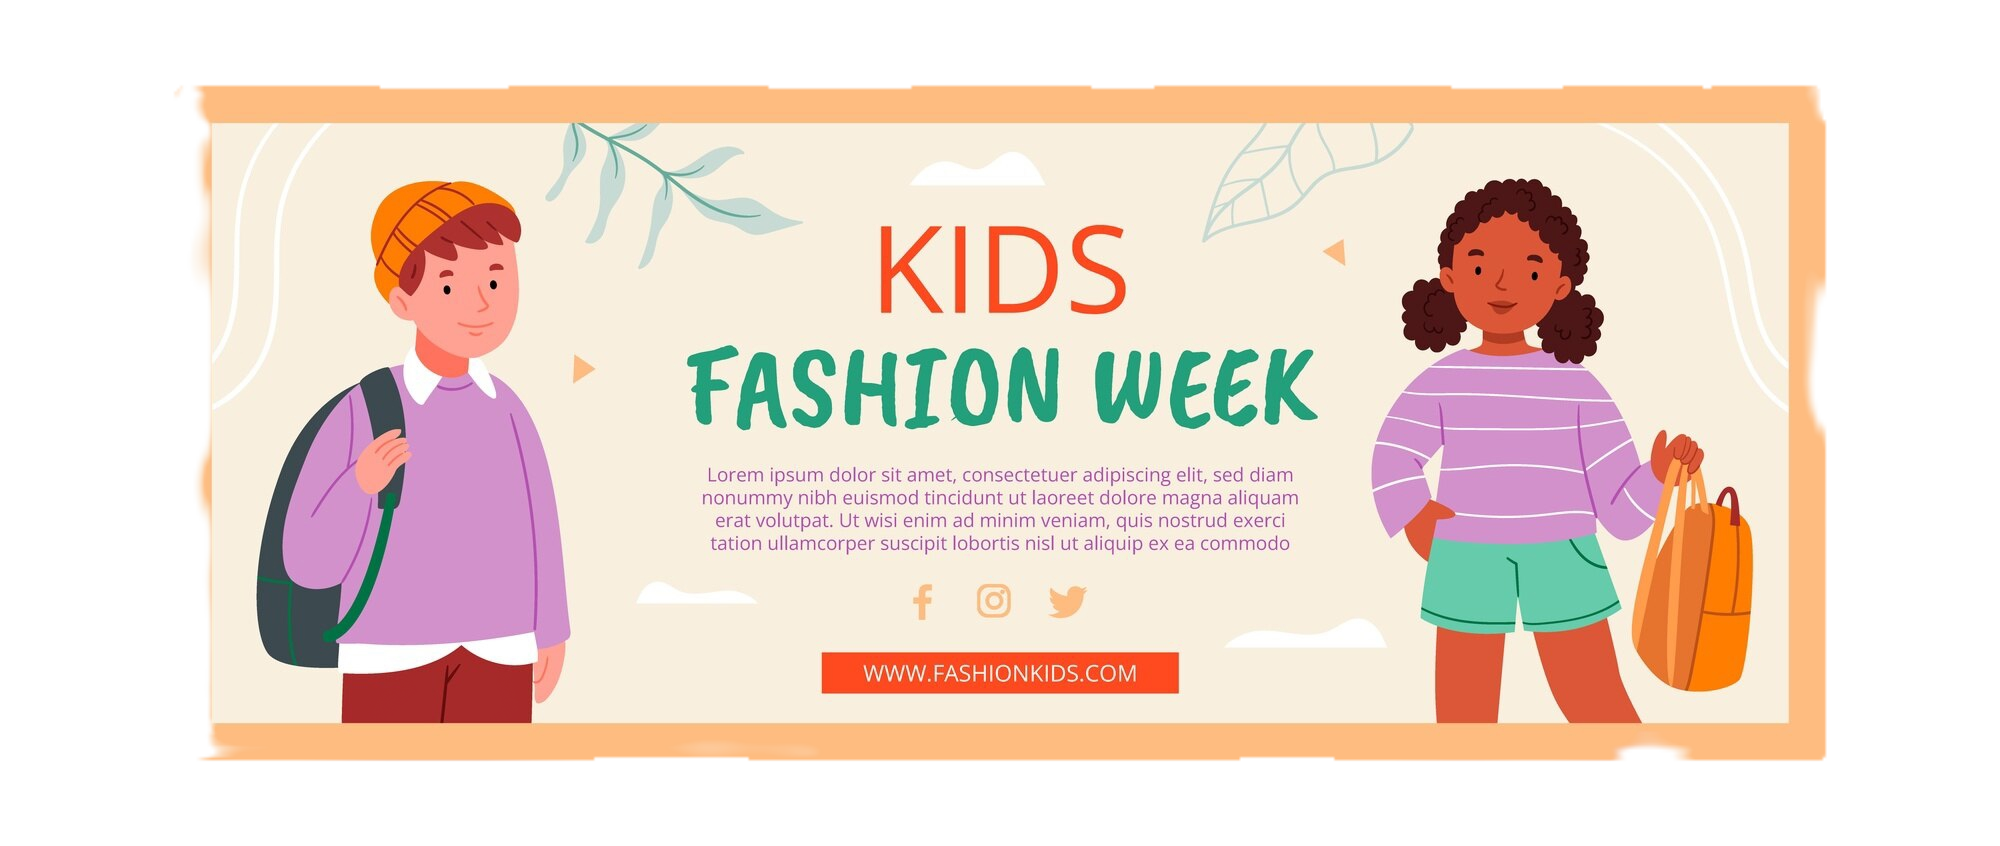 KIDS
FASHION WEEK
Lorem ipsum dolor sit amet, consectetuer adipiscing elit, sed diam
nonummy nibh euismod tincidunt ut laoreet dolore magna aliquam
erat volutpat. Ut wisi enim ad minim veniam, quis nostrud exerci
tation ullamcorper suscipit lobortis nisl ut aliquip ex ea commodo
WWW.FASHIONKIDS.COM